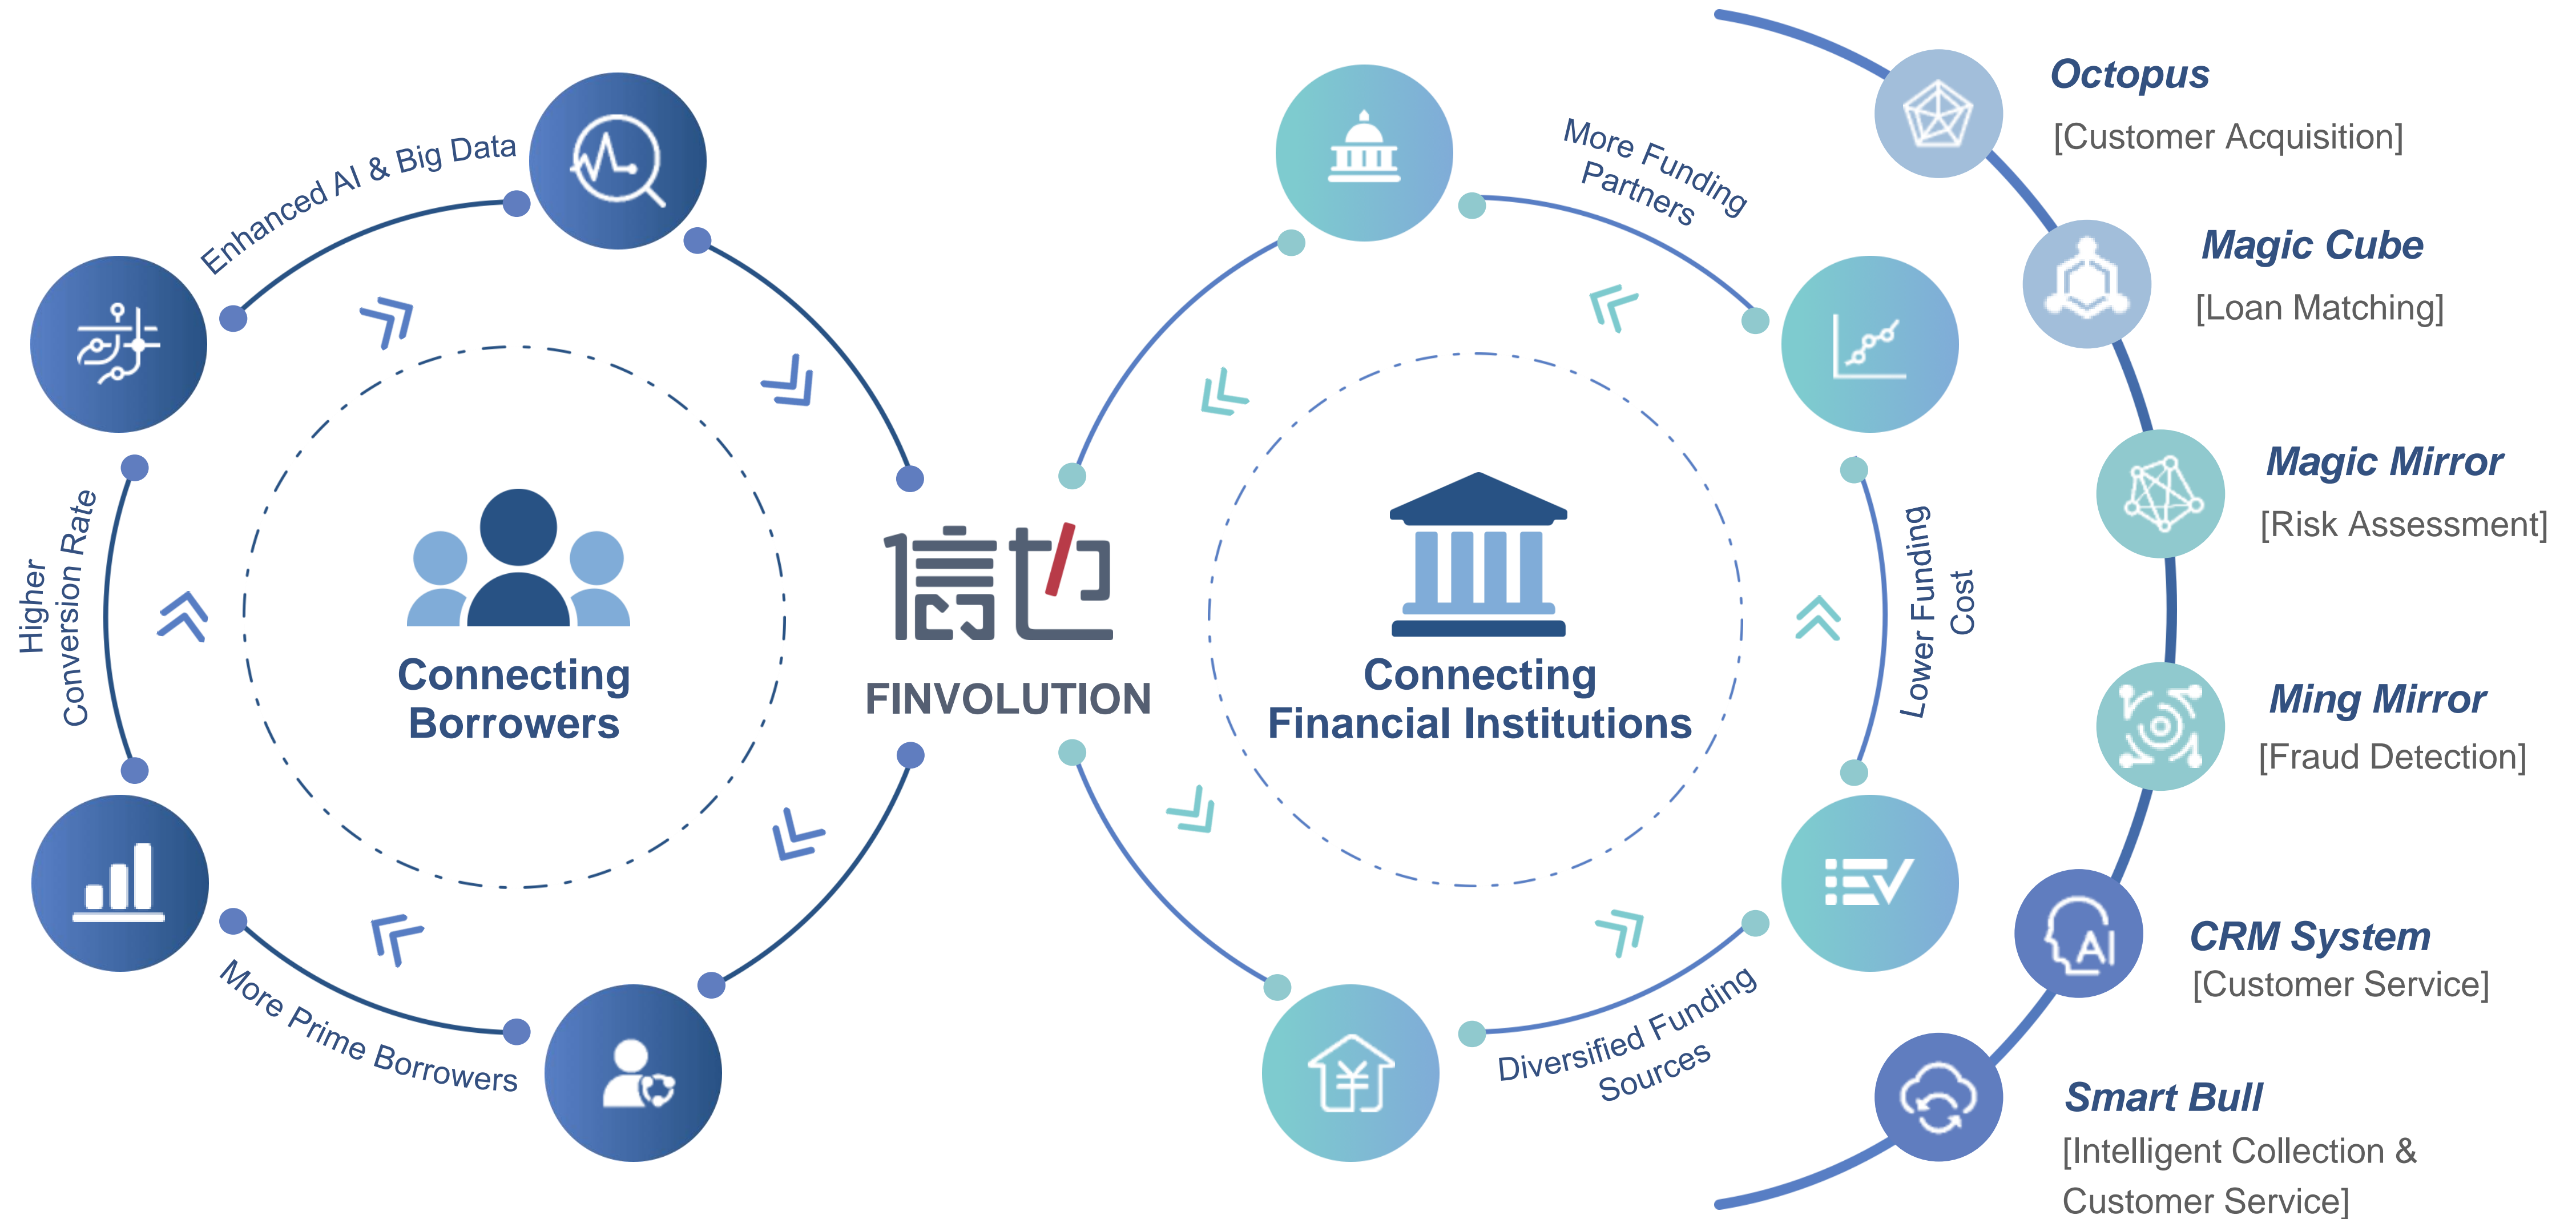 Enhanced AI & Big Data
Higher
Conversion Rate
More Prime Borrowers
Connecting
Borrowers
信也
FINVOLUTION
Connecting
Financial Institutions
More Funding
Partners
Lower Funding
Cost
Diversified Funding
Sources
¥
Octopus
[Customer Acquisition]
Magic Cube
[Loan Matching]
Magic Mirror
[Risk Assessment]
Ming Mirror
[Fraud Detection]
AI
CRM System
[Customer Service]
Smart Bull
[Intelligent Collection &
Customer Service]